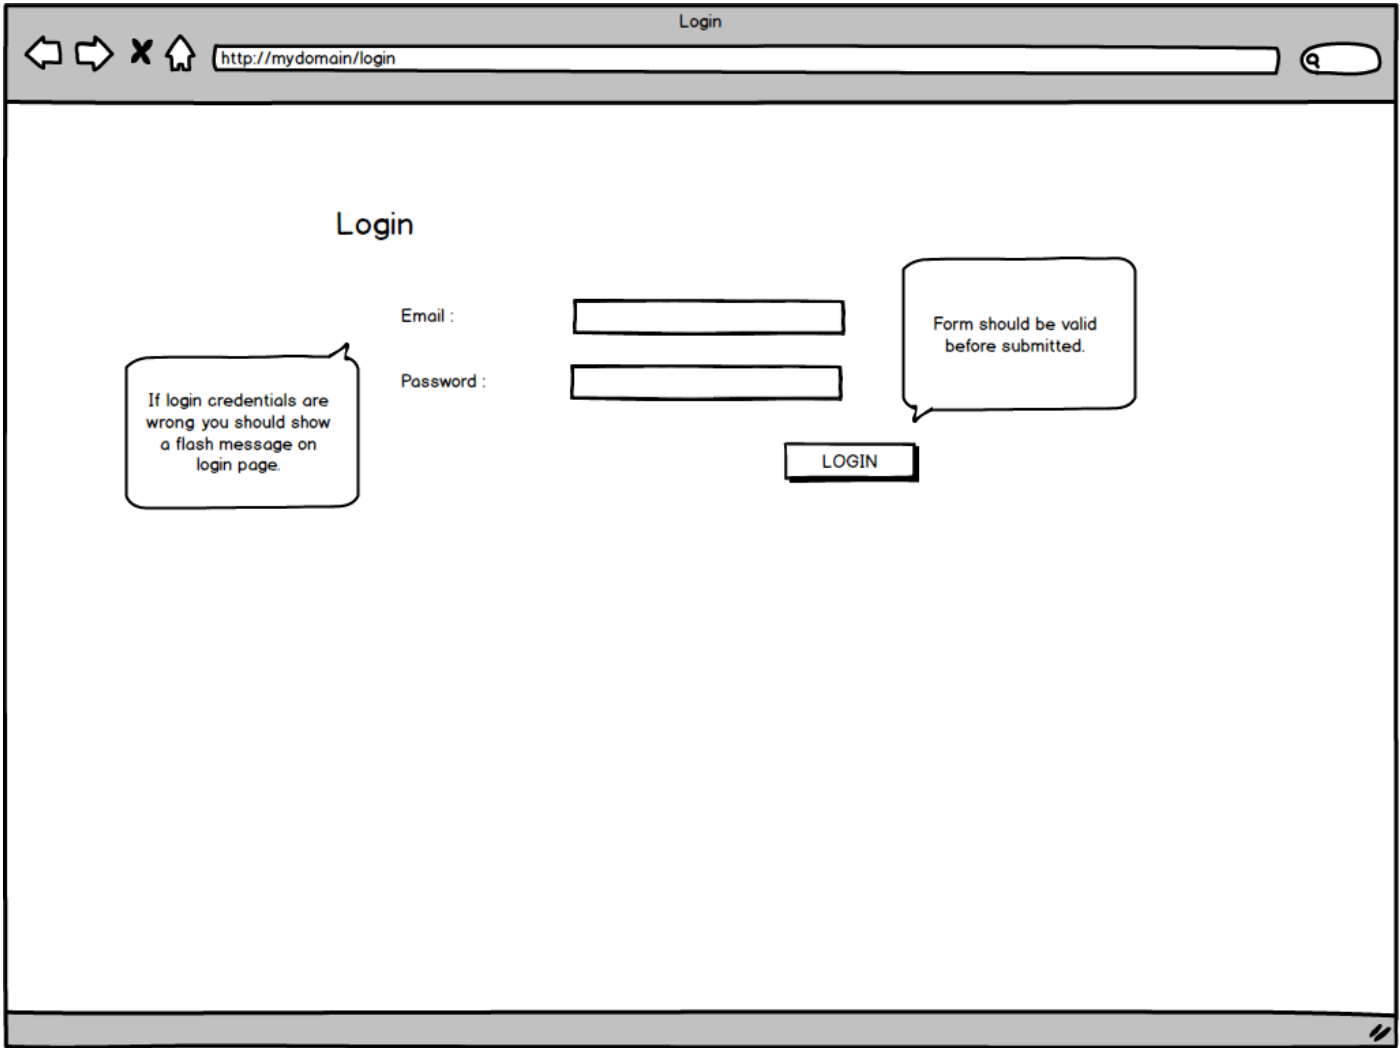 Login
http://mydomain/login
Login
Email :
Form should be valid
before submitted.
Password :
If login credentials are
wrong you should show
a flash message on
login page.
LOGIN